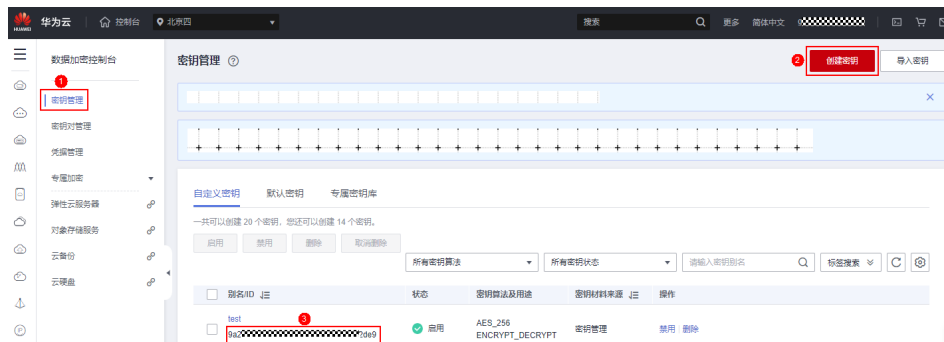 HUAWEI 华为云 控制台 北京四 搜索 更多 简体中文
数据加密控制台
密钥管理
密钥对管理
凭据管理
专属加密
弹性云服务器
对象存储服务
云备份
云硬盘
1
密钥管理 ?
2 创建密钥 导入密钥
自定义密钥 默认密钥 专属密钥库
一共可以创建 20 个密钥,您还可以创建 14 个密钥。
启用 禁用 删除 取消删除
所有密钥算法 所有密钥状态 请输入密钥别名 标签搜索
别名/ID 状态 密钥算法及用途 密钥材料来源 操作
test 3
9a2 2de9 启用 AES_256 ENCRYPT_DECRYPT 密钥管理 禁用 删除